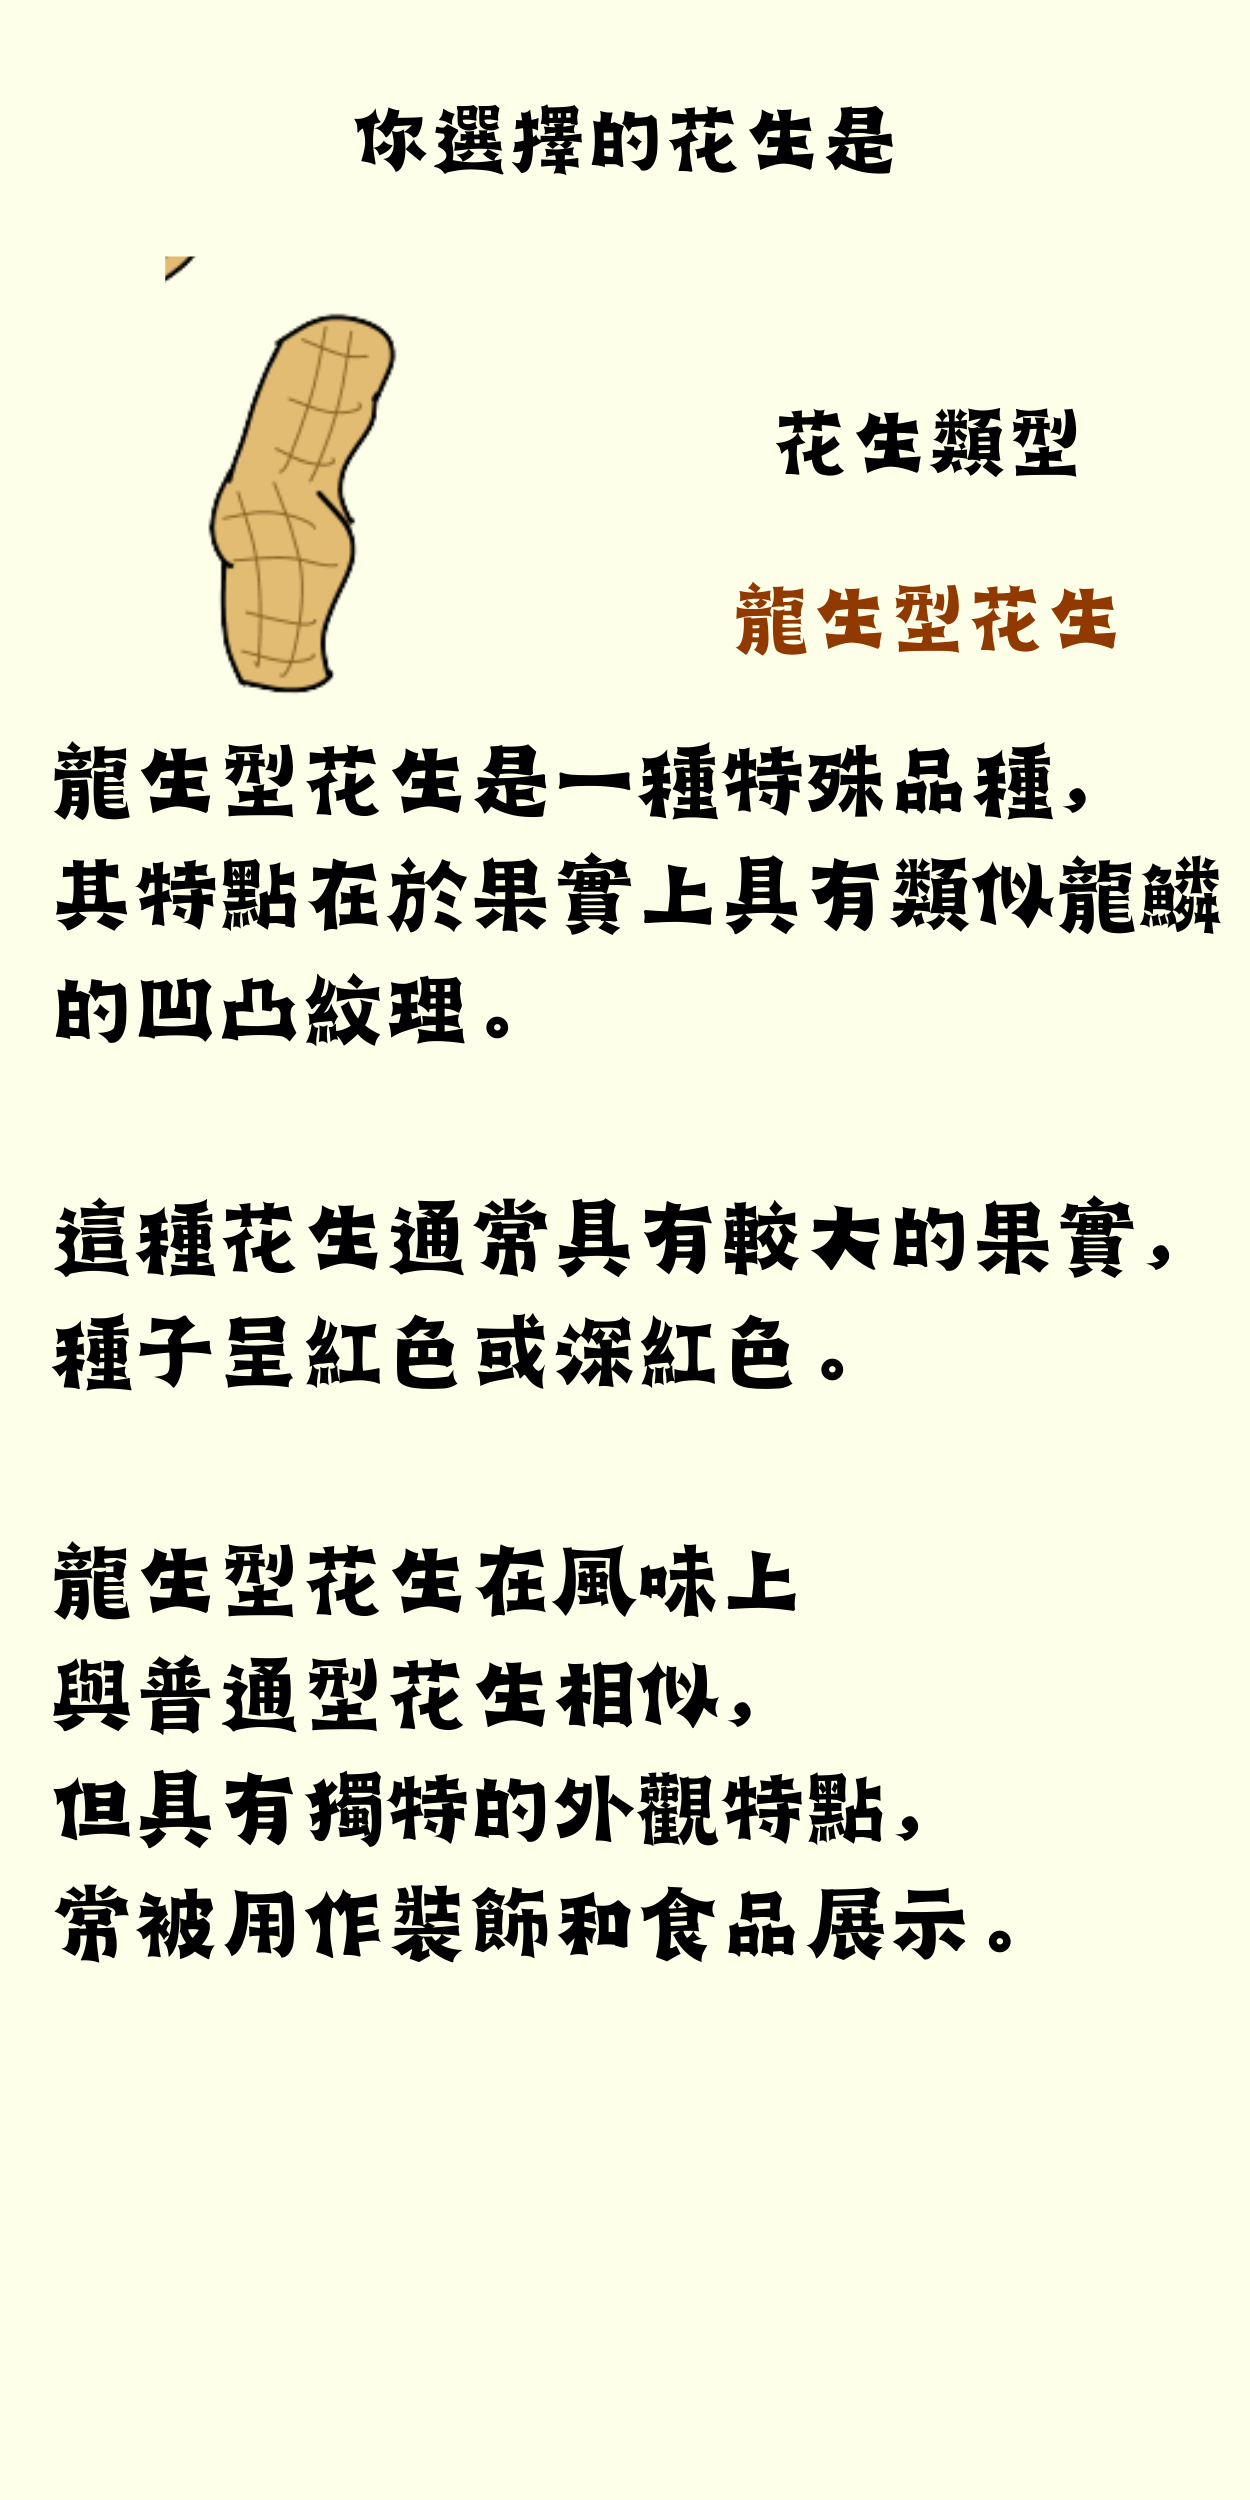 你選擇的花生是
花生類型
龍生型花生
龍生型花生是一種特殊品種，
其特點在於果實上具有類似龍鱗
的凹凸紋理。
這種花生通常具有較大的果實，
種子呈紅色或深紅色。
龍生型花生在風味上
與普通型花生相似，
但具有獨特的外觀特點，
常被用作裝飾和食品展示。